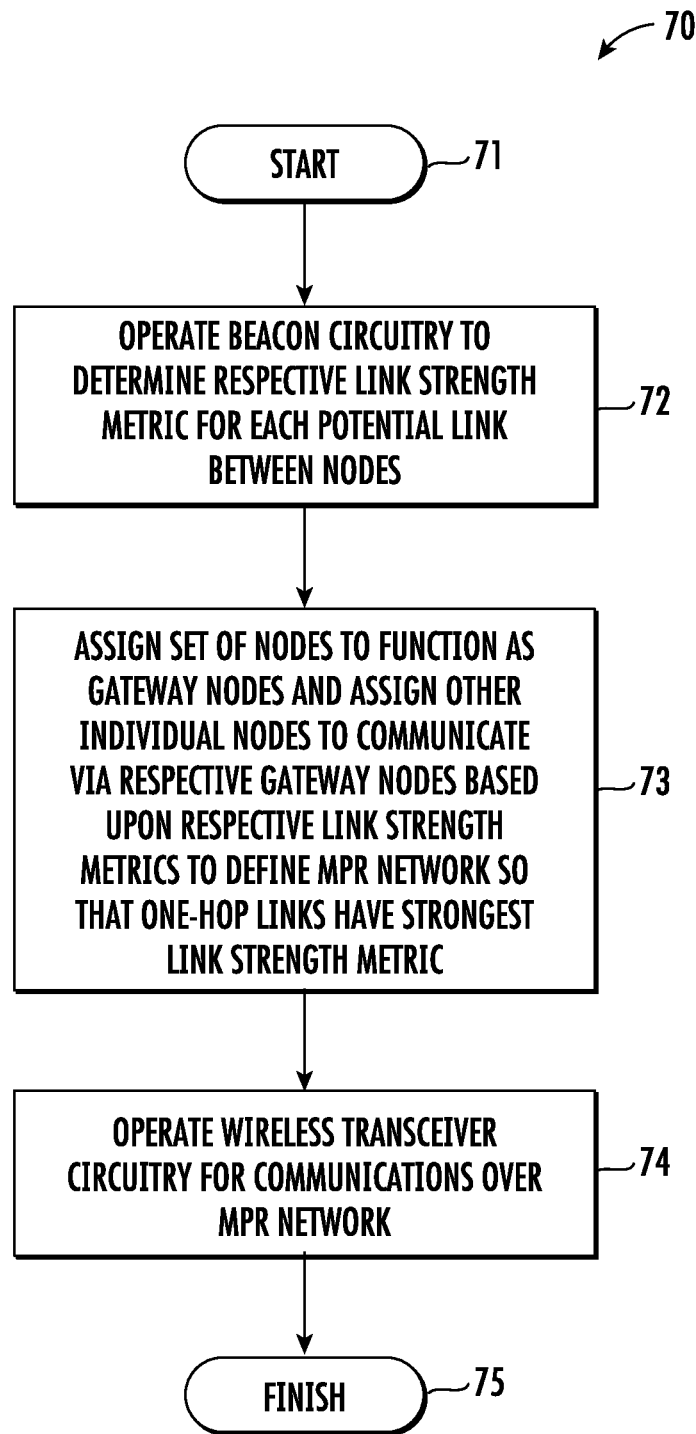 70
START
71
OPERATE BEACON CIRCUITRY TO
DETERMINE RESPECTIVE LINK STRENGTH
METRIC FOR EACH POTENTIAL LINK
BETWEEN NODES
72
ASSIGN SET OF NODES TO FUNCTION AS
GATEWAY NODES AND ASSIGN OTHER
INDIVIDUAL NODES TO COMMUNICATE
VIA RESPECTIVE GATEWAY NODES BASED
UPON RESPECTIVE LINK STRENGTH
METRICS TO DEFINE MPR NETWORK SO
THAT ONE-HOP LINKS HAVE STRONGEST
LINK STRENGTH METRIC
73
OPERATE WIRELESS TRANSCEIVER
CIRCUITRY FOR COMMUNICATIONS OVER
MPR NETWORK
74
FINISH
75